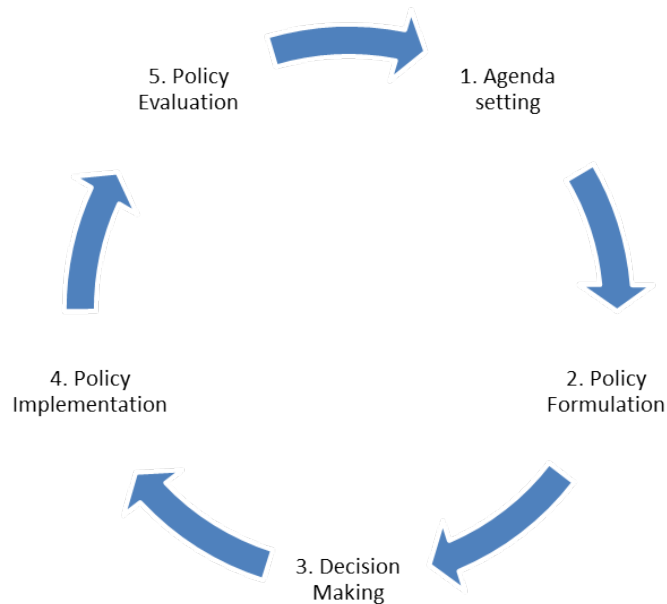 1. Agenda
setting
2. Policy
Formulation
3. Decision
Making
4. Policy
Implementation
5. Policy
Evaluation